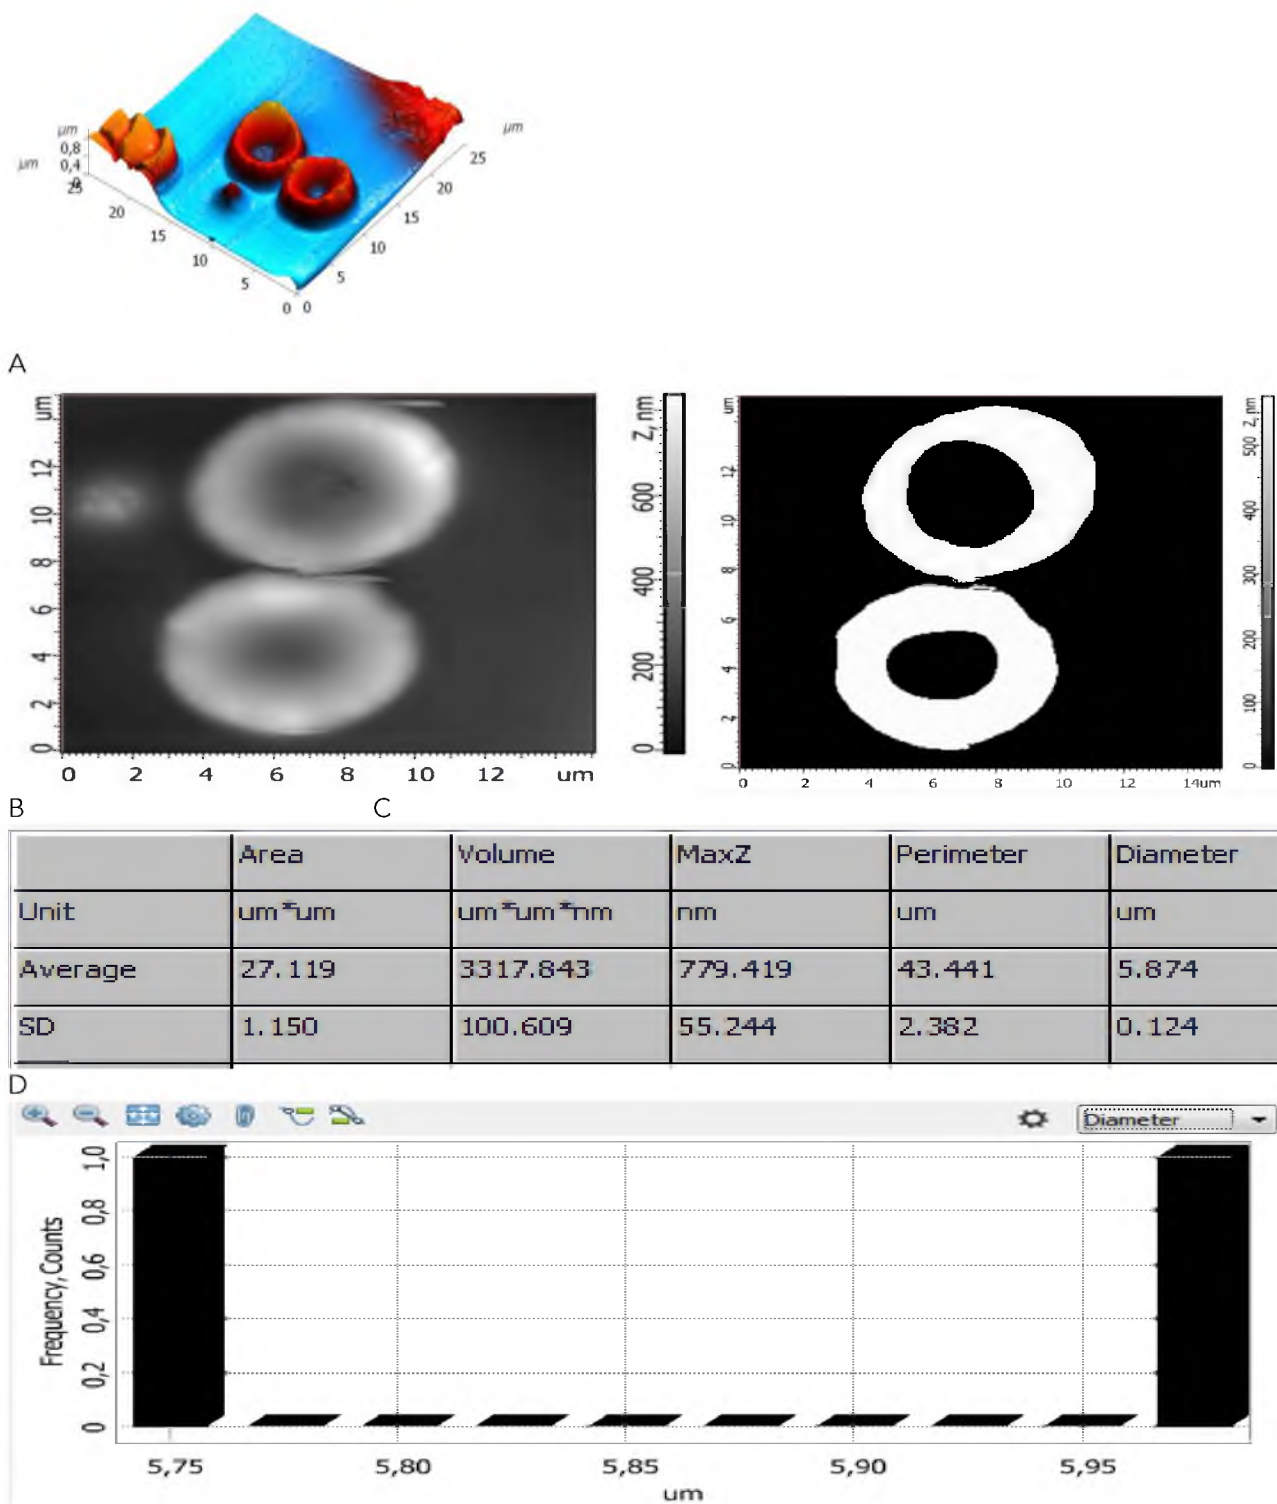 μm
0,8
0,4
0
μm
25
20
15
10
5
0
0
5
10
15
20
25
μm
A
um
12
10
8
6
4
2
0
0 2 4 6 8 10 12 um
Z, nm
600
400
200
0
um
12
10
8
6
4
2
0
0 2 4 6 8 10 12 14um
Z, nm
500
400
300
200
100
0
B C
Area Volume MaxZ Perimeter Diameter
Unit um*um um*um*nm nm um um
Average 27.119 3317.843 779.419 43.441 5.874
SD 1.150 100.609 55.244 2.382 0.124
D
Diameter
Frequency, Counts
1,0
0,8
0,6
0,4
0,2
0
5,75 5,80 5,85 5,90 5,95
um